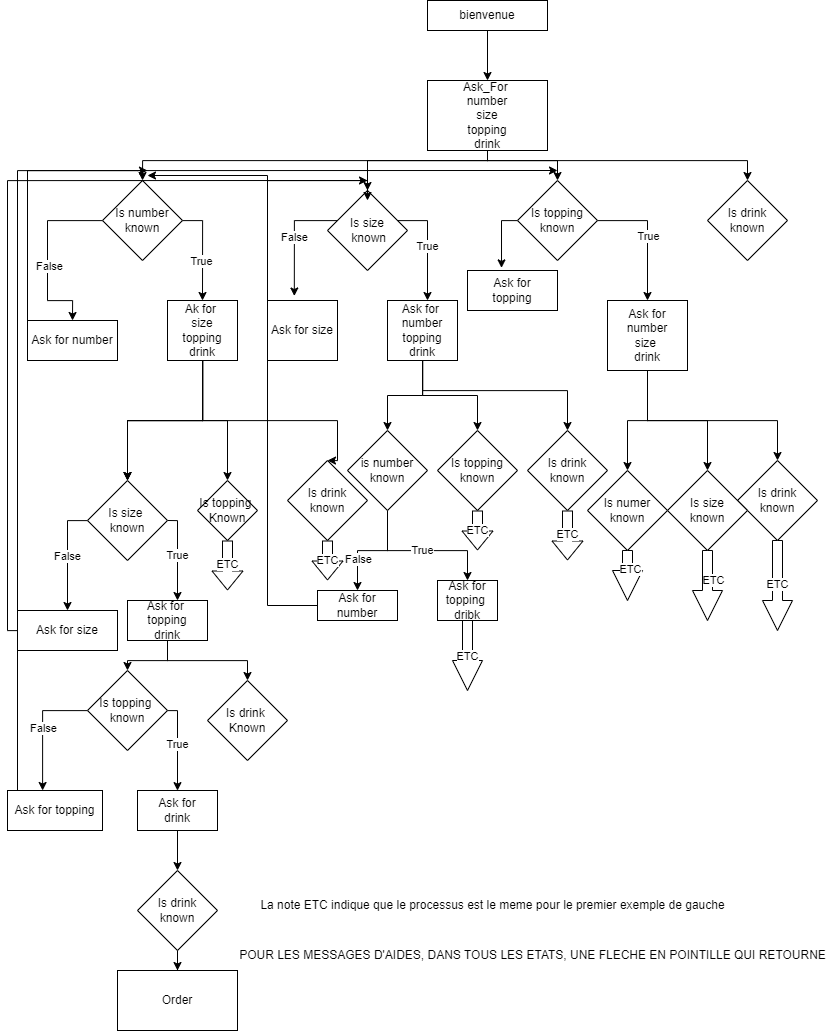 bienvenue
Ask_For
number
size
topping
drink
Is number
known
Is size
known
Is topping
known
Is drink
known
False
True
False
True
True
Ask for number
Ak for
size
topping
drink
Ask for size
Ask for
number
topping
drink
Ask for
topping
Ask for
number
size
drink
Is size
known
Is topping
Known
Is drink
known
is number
known
Is topping
known
Is drink
known
Is numer
known
Is size
known
Is drink
known
False
True
ETC
ETC
False
True
ETC
ETC
ETC
ETC
ETC
Ask for size
Ask for
topping
drink
Ask for
number
Ask for
topping
dribk
ETC
Is topping
known
Is drink
Known
False
True
Ask for topping
Ask for
drink
Is drink
known
La note ETC indique que le processus est le meme pour le premier exemple de gauche
POUR LES MESSAGES D'AIDES, DANS TOUS LES ETATS, UNE FLECHE EN POINTILLE QUI RETOURNE
Order